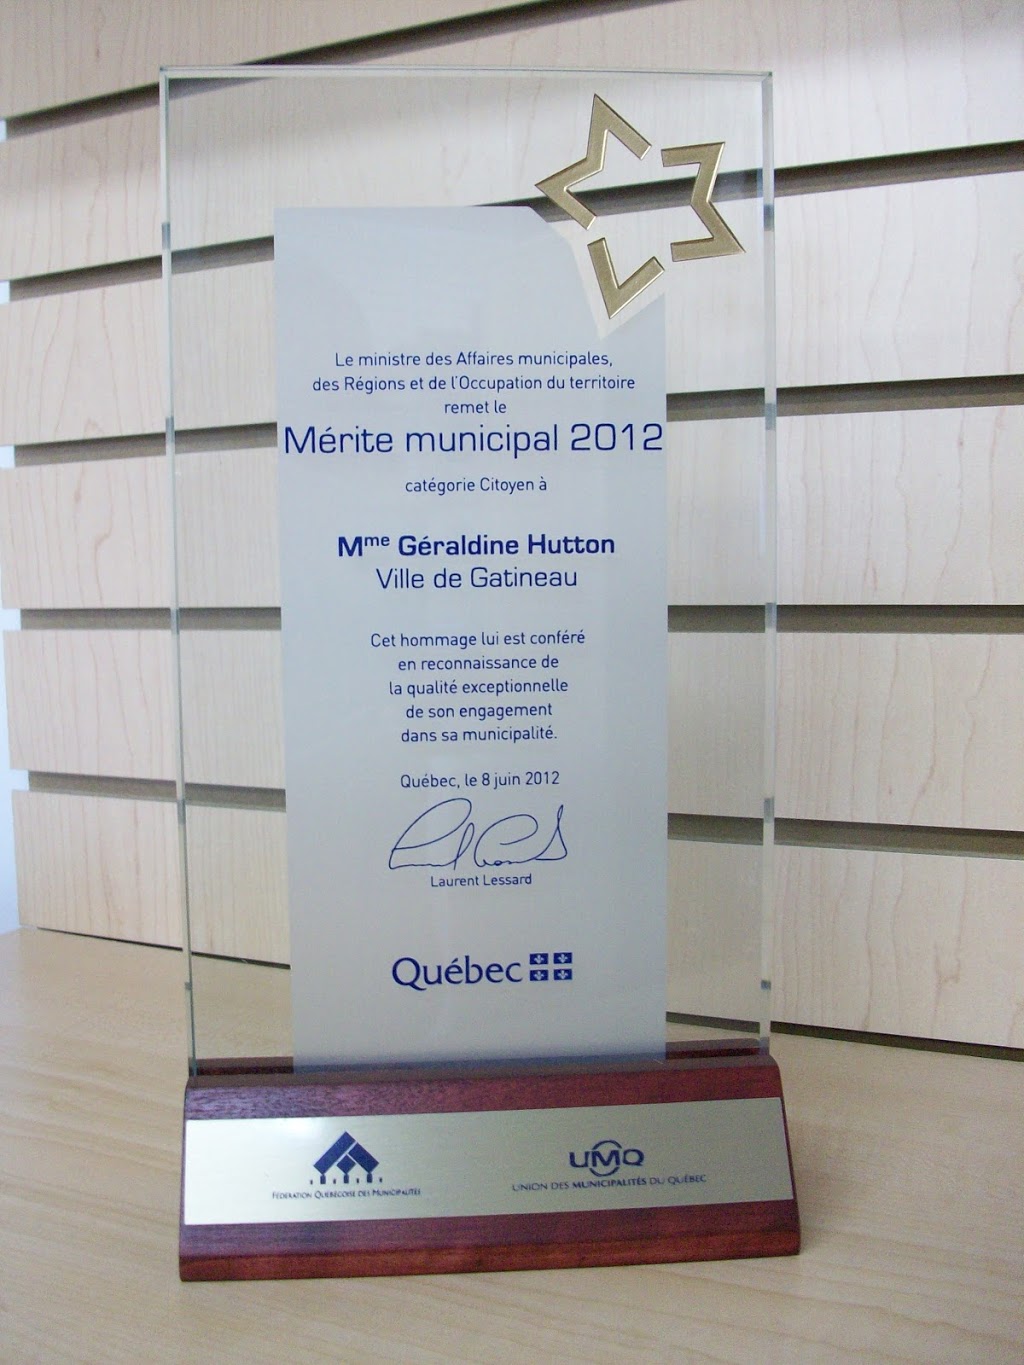 Le ministre des Affaires municipales,
des Régions et de l'Occupation du territoire
remet le
Mérite municipal 2012
catégorie Citoyen à
Mme Géraldine Hutton
Ville de Gatineau
Cet hommage lui est conféré
en reconnaissance de
la qualité exceptionnelle
de son engagement
dans sa municipalité.
Québec, le 8 juin 2012
Laurent Lessard
Québec
FÉDÉRATION QUÉBÉCOISE DES MUNICIPALITÉS
UMQ
UNION DES MUNICIPALITÉS DU QUÉBEC